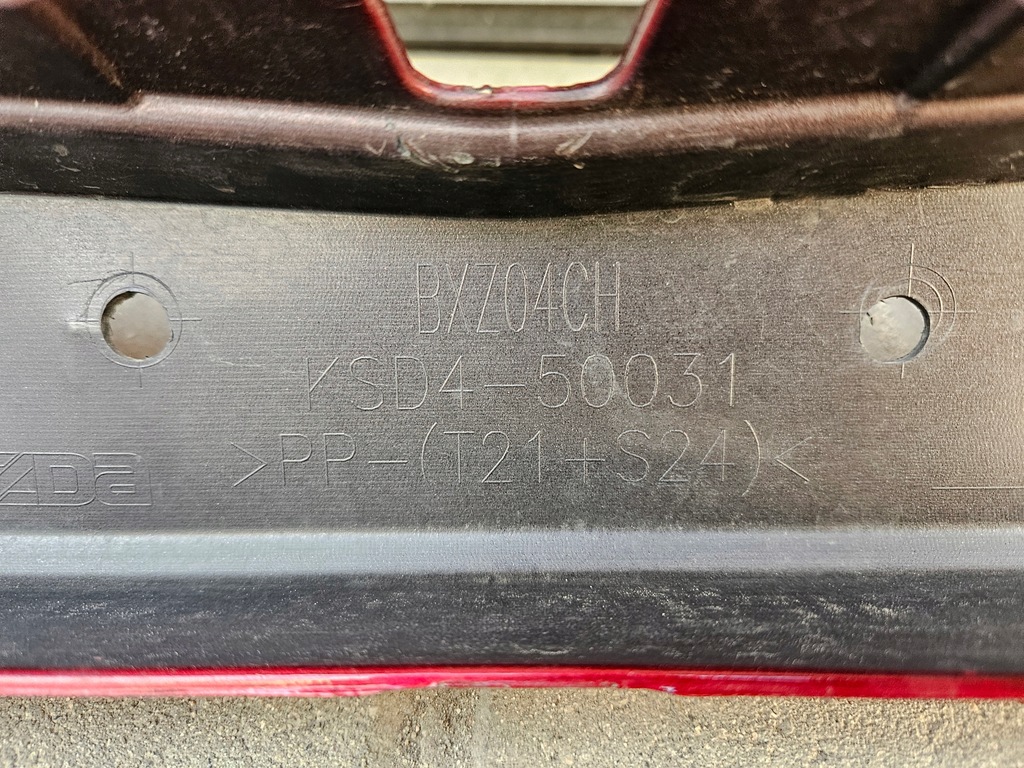 BXZ04CH
KSD4-50031
>PP-(T21+S24)<